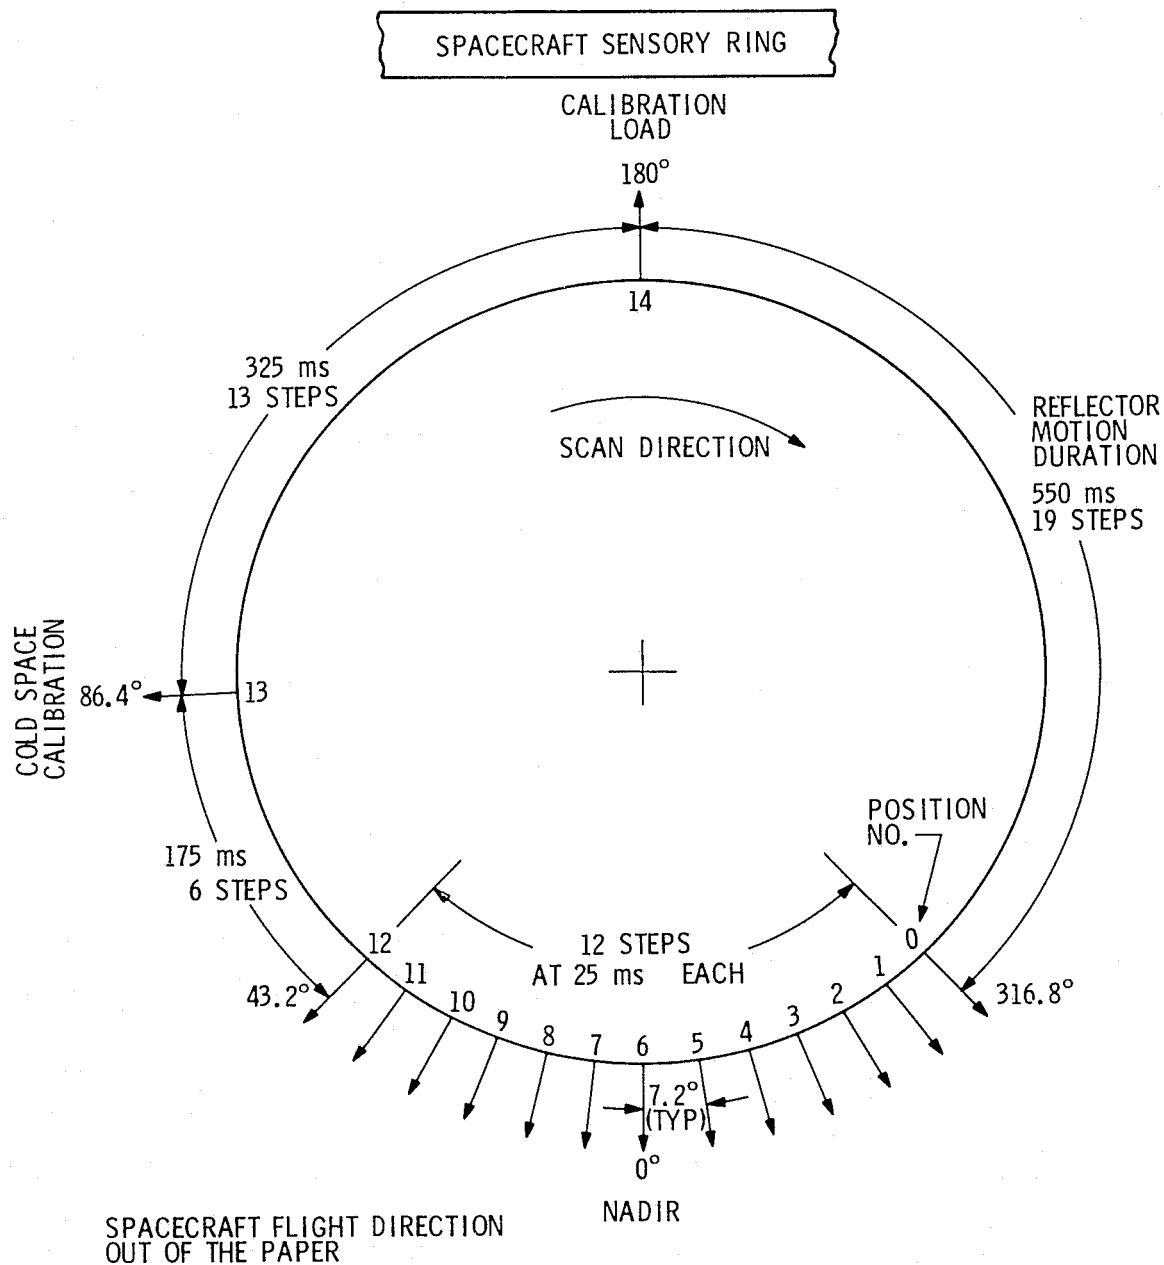 SPACECRAFT SENSORY RING
CALIBRATION
LOAD
180°
14
325 ms
13 STEPS
SCAN DIRECTION
REFLECTOR
MOTION
DURATION
550 ms
19 STEPS
COLD SPACE
CALIBRATION
86.4°
13
POSITION
NO.
175 ms
6 STEPS
12 STEPS
AT 25 ms EACH
12
11
10
9
8
7
6
5
4
3
2
1
0
43.2°
316.8°
7.2°
(TYP)
0°
NADIR
SPACECRAFT FLIGHT DIRECTION
OUT OF THE PAPER